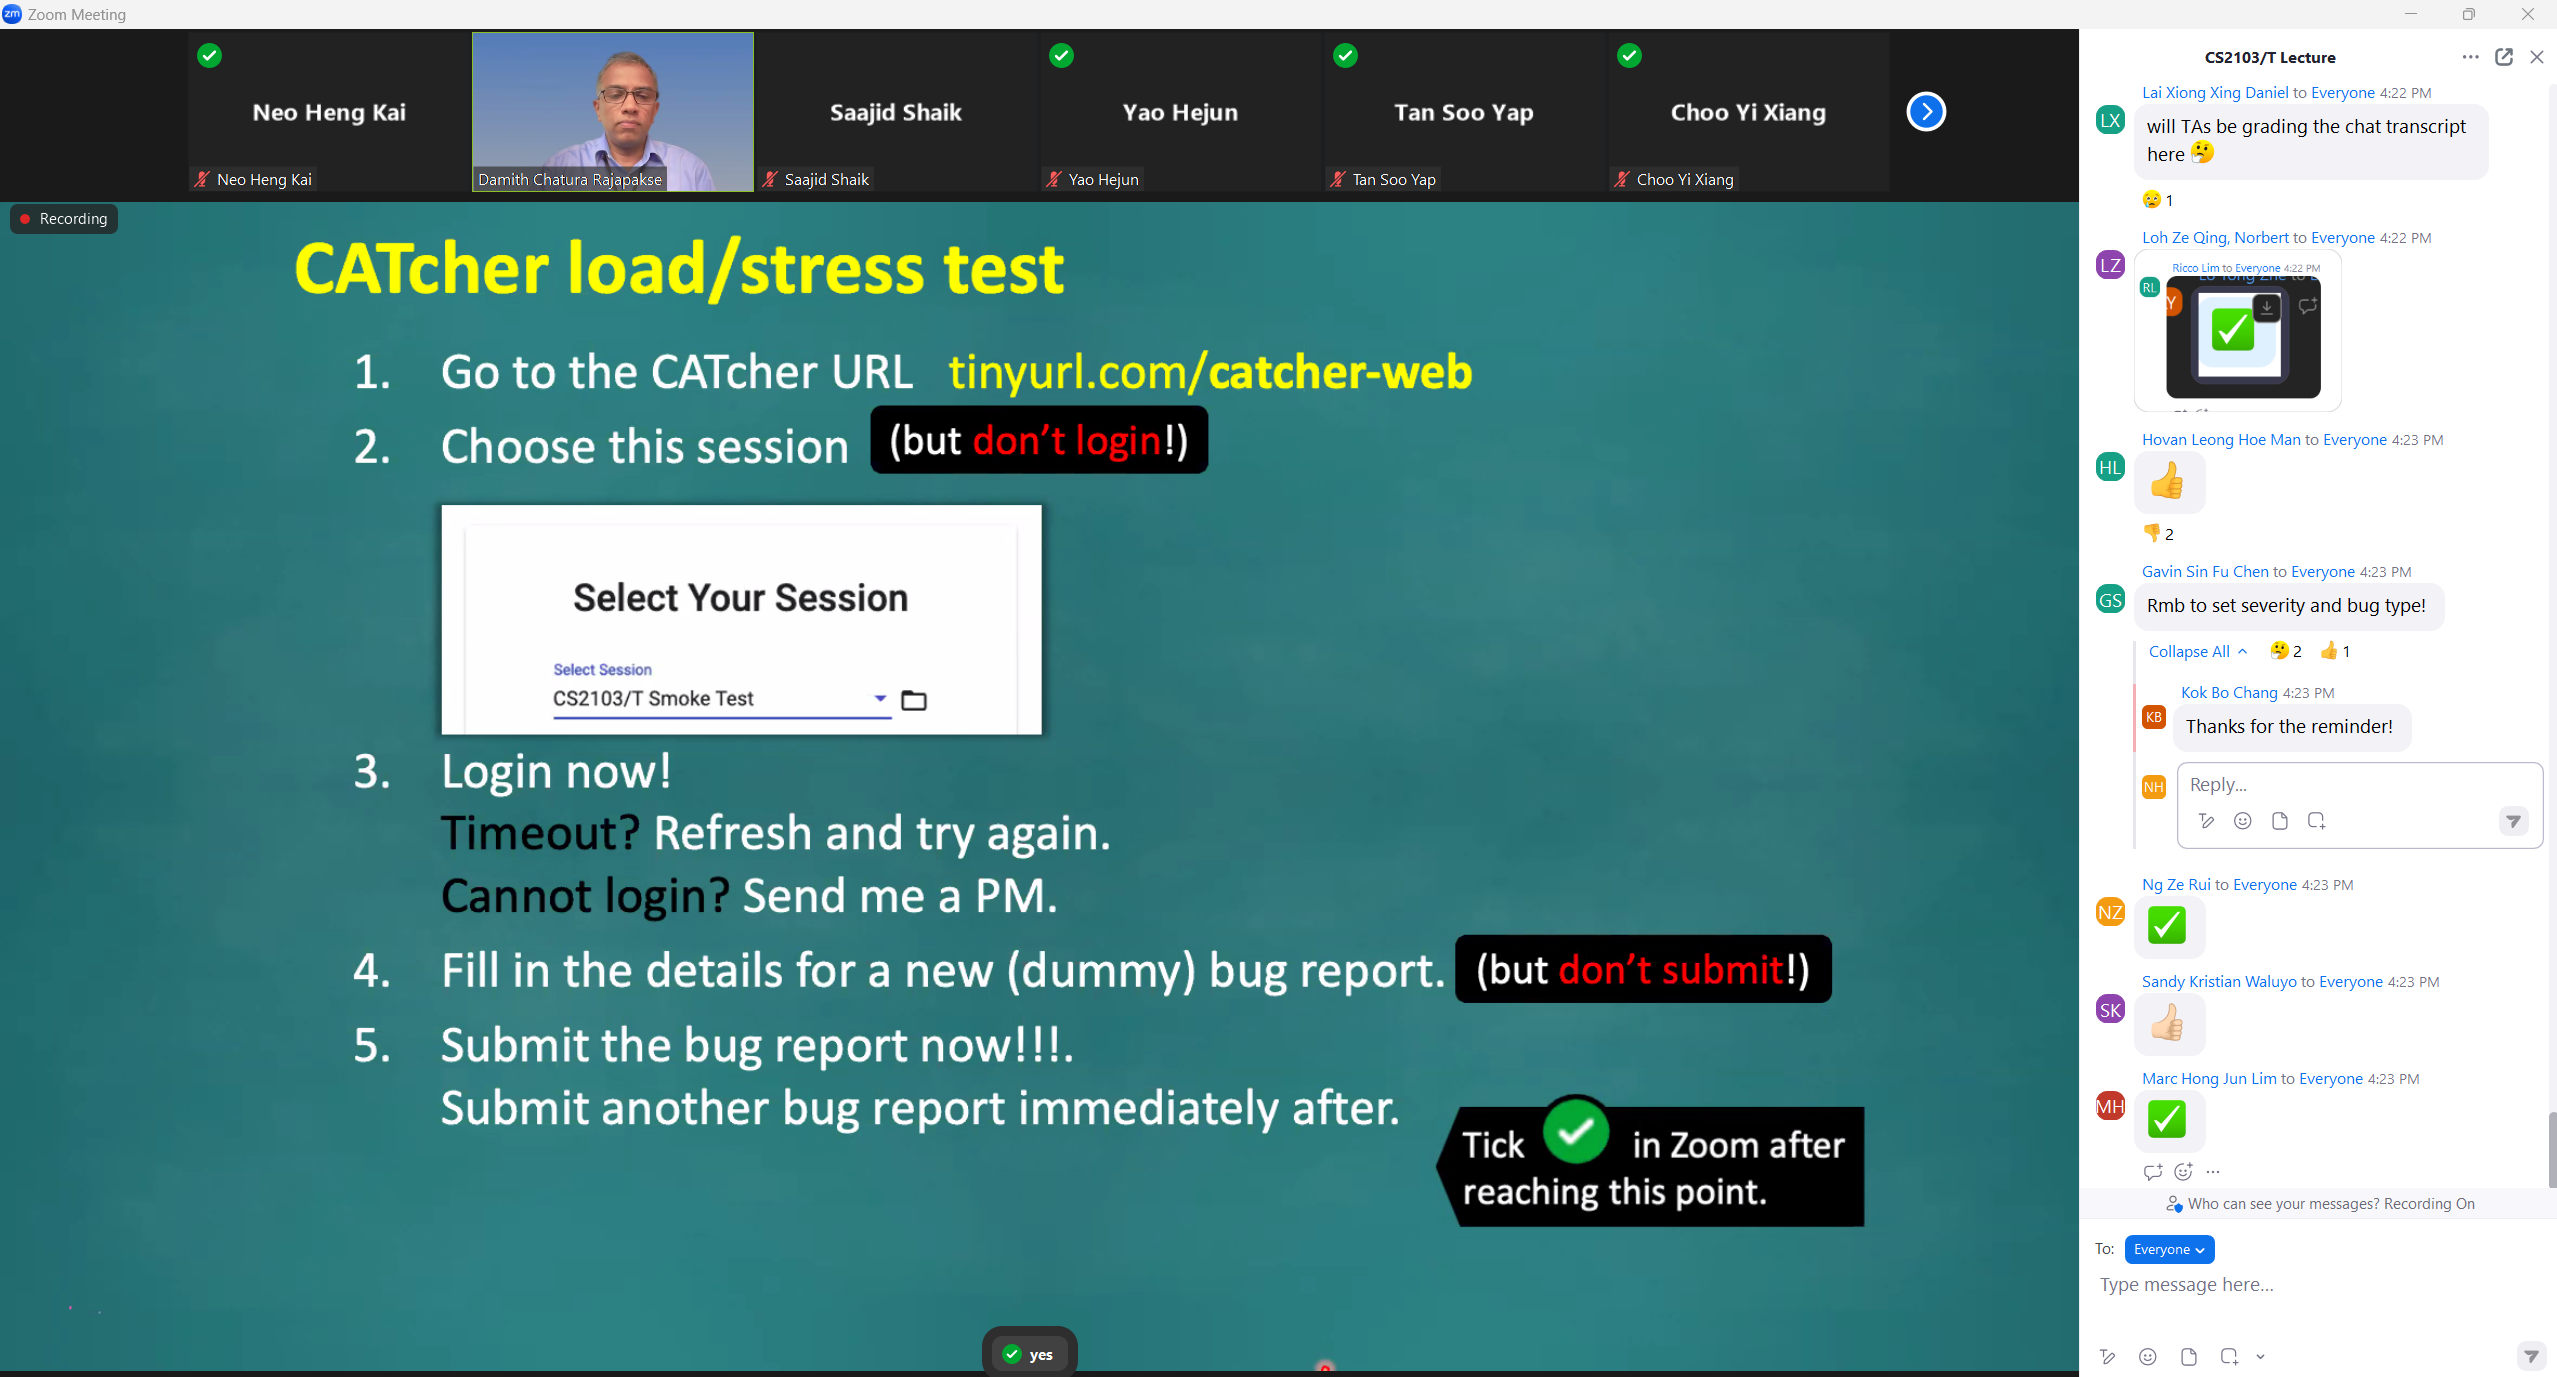 Zoom Meeting
Neo Heng Kai
Saajid Shaik
Yao Hejun
Tan Soo Yap
Choo Yi Xiang
Neo Heng Kai
Damith Chatura Rajapakse
Saajid Shaik
Yao Hejun
Tan Soo Yap
Choo Yi Xiang
Recording
CATcher load/stress test
1. Go to the CATcher URL tinyurl.com/catcher-web
2. Choose this session (but don't login!)
Select Your Session
Select Session
CS2103/T Smoke Test
3. Login now!
Timeout? Refresh and try again.
Cannot login? Send me a PM.
4. Fill in the details for a new (dummy) bug report. (but don't submit!)
5. Submit the bug report now!!!.
Submit another bug report immediately after.
Tick in Zoom after
reaching this point.
yes
CS2103/T Lecture
Lai Xiong Xing Daniel to Everyone 4:22 PM
LX
will TAs be grading the chat transcript
here
1
Loh Ze Qing, Norbert to Everyone 4:22 PM
LZ
Ricco Lim to Everyone 4:22 PM
RL
Y
Hovan Leong Hoe Man to Everyone 4:23 PM
HL
2
Gavin Sin Fu Chen to Everyone 4:23 PM
GS
Rmb to set severity and bug type!
Collapse All 2 1
Kok Bo Chang 4:23 PM
KB
Thanks for the reminder!
NH
Reply...
Ng Ze Rui to Everyone 4:23 PM
NZ
Sandy Kristian Waluyo to Everyone 4:23 PM
SK
Marc Hong Jun Lim to Everyone 4:23 PM
MH
Who can see your messages? Recording On
To: Everyone
Type message here...